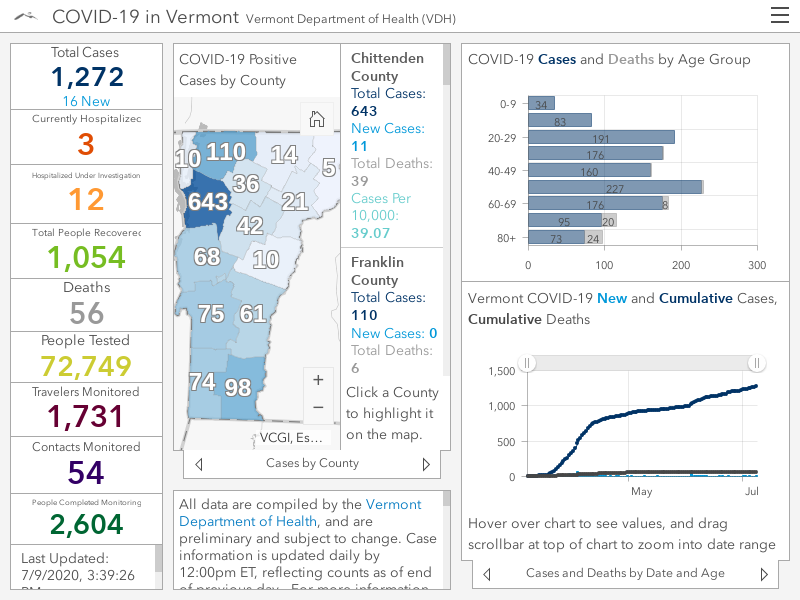 COVID-19 in Vermont Vermont Department of Health (VDH)
Total Cases
1,272
16 New
Currently Hospitalized
3
Hospitalized Under Investigation
12
Total People Recovered
1,054
Deaths
56
People Tested
72,749
Travelers Monitored
1,731
Contacts Monitored
54
People Completed Monitoring
2,604
Last Updated:
7/9/2020, 3:39:26
PM
COVID-19 Positive
Cases by County
10
110
14
5
36
643
21
42
68
10
75
61
74
98
+
−
VCGI, Es...
Chittenden
County
Total Cases:
643
New Cases:
11
Total Deaths:
39
Cases Per
10,000:
39.07
Franklin
County
Total Cases:
110
New Cases: 0
Total Deaths:
6
Click a County
to highlight it
on the map.
Cases by County
All data are compiled by the Vermont
Department of Health, and are
preliminary and subject to change. Case
information is updated daily by
12:00pm ET, reflecting counts as of end
of previous day. For more information
COVID-19 Cases and Deaths by Age Group
0-9
34
83
20-29
191
176
40-49
160
227
60-69
176
8
95
20
80+
73
24
0
100
200
300
Vermont COVID-19 New and Cumulative Cases,
Cumulative Deaths
1,500
1,000
500
0
May
Jul
Hover over chart to see values, and drag
scrollbar at top of chart to zoom into date range
Cases and Deaths by Date and Age